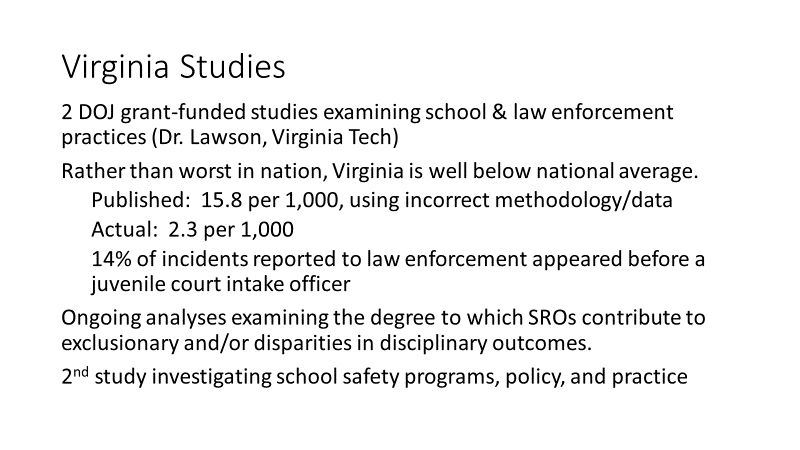 Virginia Studies
2 DOJ grant-funded studies examining school & law enforcement
practices (Dr. Lawson, Virginia Tech)
Rather than worst in nation, Virginia is well below national average.
Published:  15.8 per 1,000, using incorrect methodology/data
Actual:  2.3 per 1,000
14% of incidents reported to law enforcement appeared before a
juvenile court intake officer
Ongoing analyses examining the degree to which SROs contribute to
exclusionary and/or disparities in disciplinary outcomes.
2nd study investigating school safety programs, policy, and practice